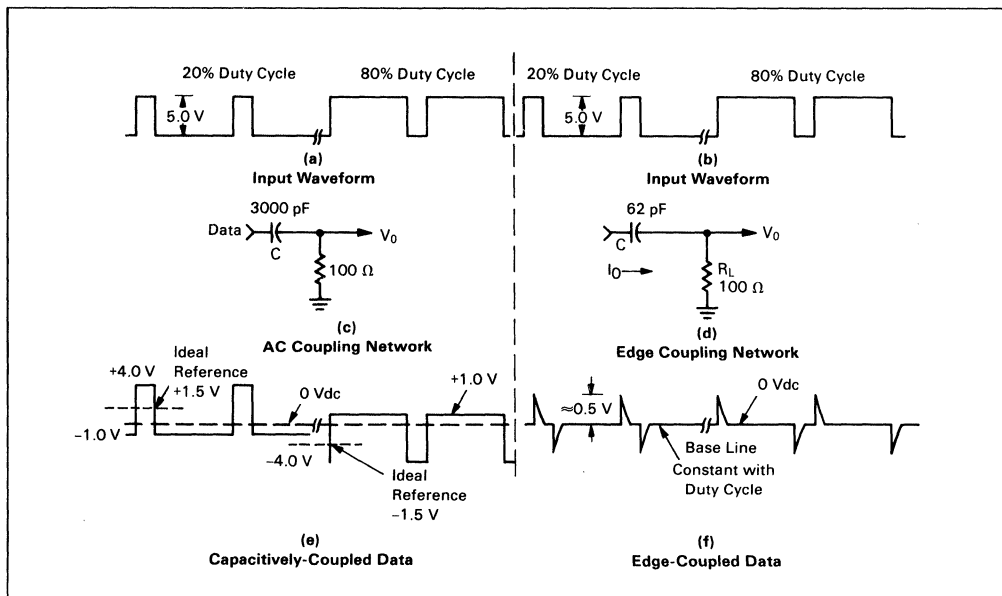 20% Duty Cycle
80% Duty Cycle
5.0 V
(a)
Input Waveform
20% Duty Cycle
80% Duty Cycle
5.0 V
(b)
Input Waveform
3000 pF
Data
C
V0
100 Ω
(c)
AC Coupling Network
62 pF
C
V0
IO
RL
100 Ω
(d)
Edge Coupling Network
Ideal
Reference
+1.5 V
+4.0 V
0 Vdc
+1.0 V
−1.0 V
−4.0 V
Ideal
Reference
−1.5 V
(e)
Capacitively-Coupled Data
≈0.5 V
0 Vdc
Base Line
Constant with
Duty Cycle
(f)
Edge-Coupled Data